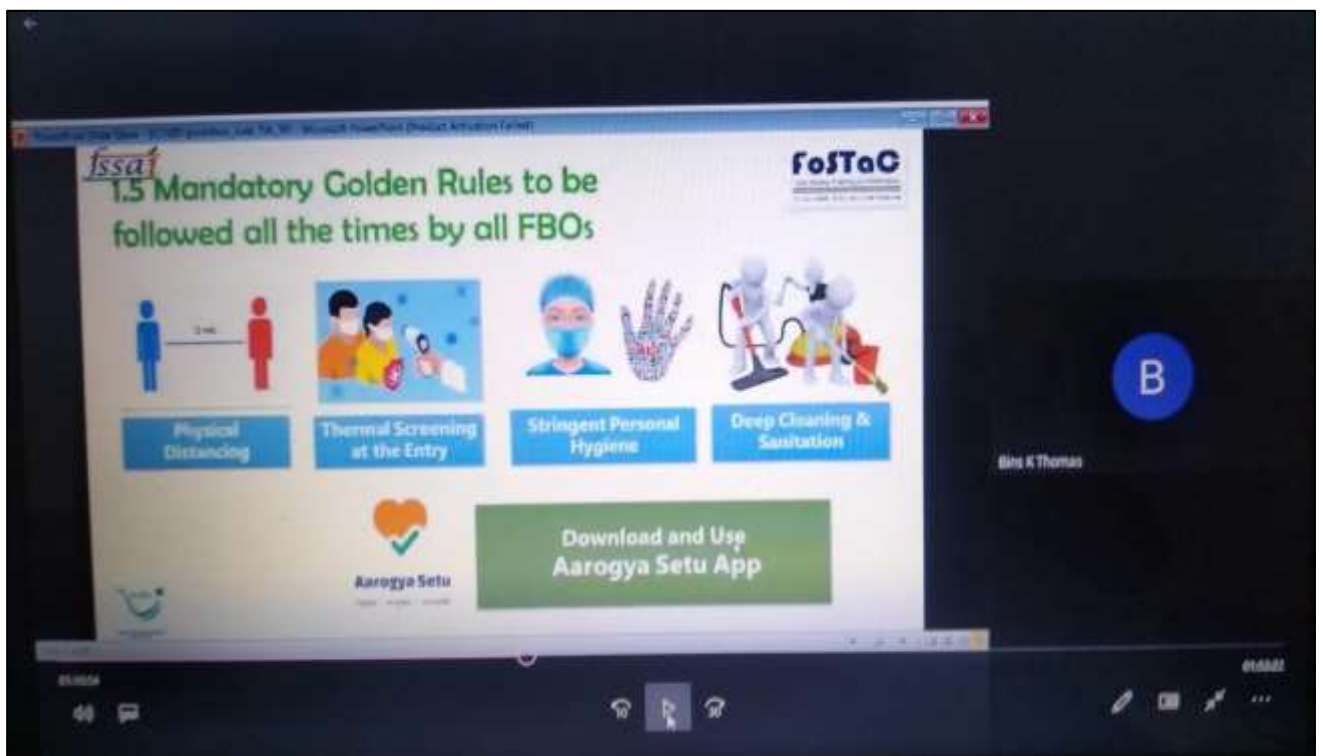 fssai
FoSTaC
1.5 Mandatory Golden Rules to be
followed all the times by all FBOs
Physical
Distancing
Thermal Screening
at the Entry
Stringent Personal
Hygiene
Deep Cleaning &
Sanitation
Aarogya Setu
Download and Use
Aarogya Setu App
B
Bins K Thomas
10
30